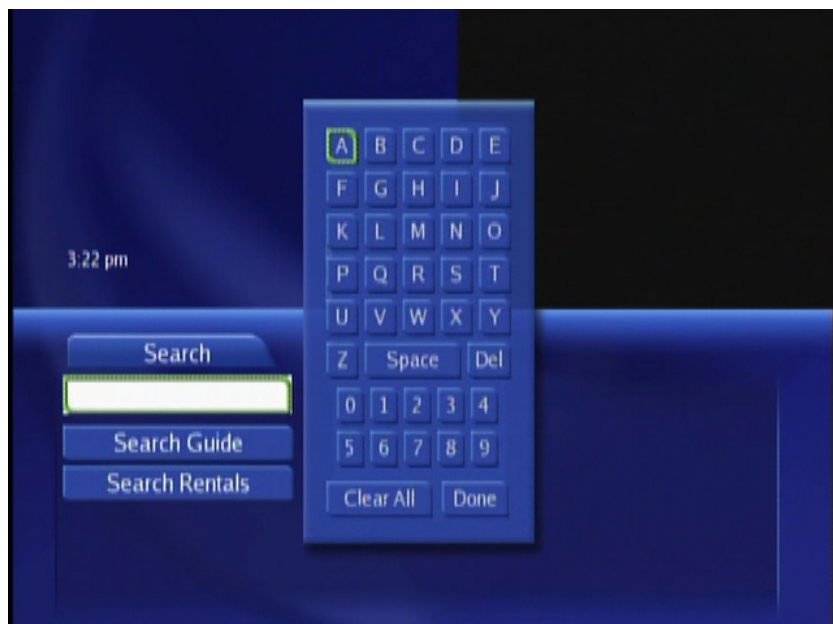 A B C D E
F G H I J
K L M N O
3:22 pm
P Q R S T
U V W X Y
Search
Z Space Del
0 1 2 3 4
Search Guide
5 6 7 8 9
Search Rentals
Clear All Done